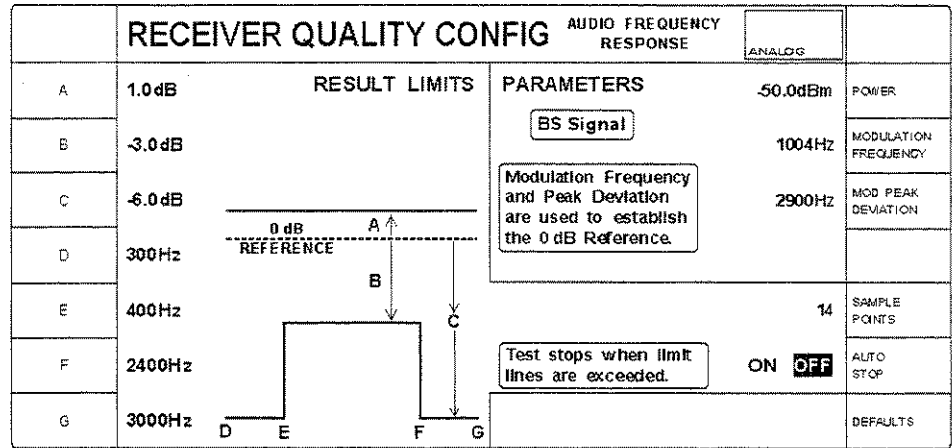 RECEIVER QUALITY CONFIG
AUDIO FREQUENCY
RESPONSE
ANALOG
A
1.0dB
B
-3.0dB
C
-6.0dB
D
300Hz
E
400Hz
F
2400Hz
G
3000Hz
RESULT LIMITS
0 dB
REFERENCE
A
B
C
D E F G
PARAMETERS
-50.0dBm
POWER
BS Signal
1004Hz
MODULATION
FREQUENCY
Modulation Frequency
and Peak Deviation
are used to establish
the 0 dB Reference.
2900Hz
MOD PEAK
DEVIATION
14
SAMPLE
POINTS
Test stops when limit
lines are exceeded.
ON OFF
AUTO
STOP
DEFAULTS